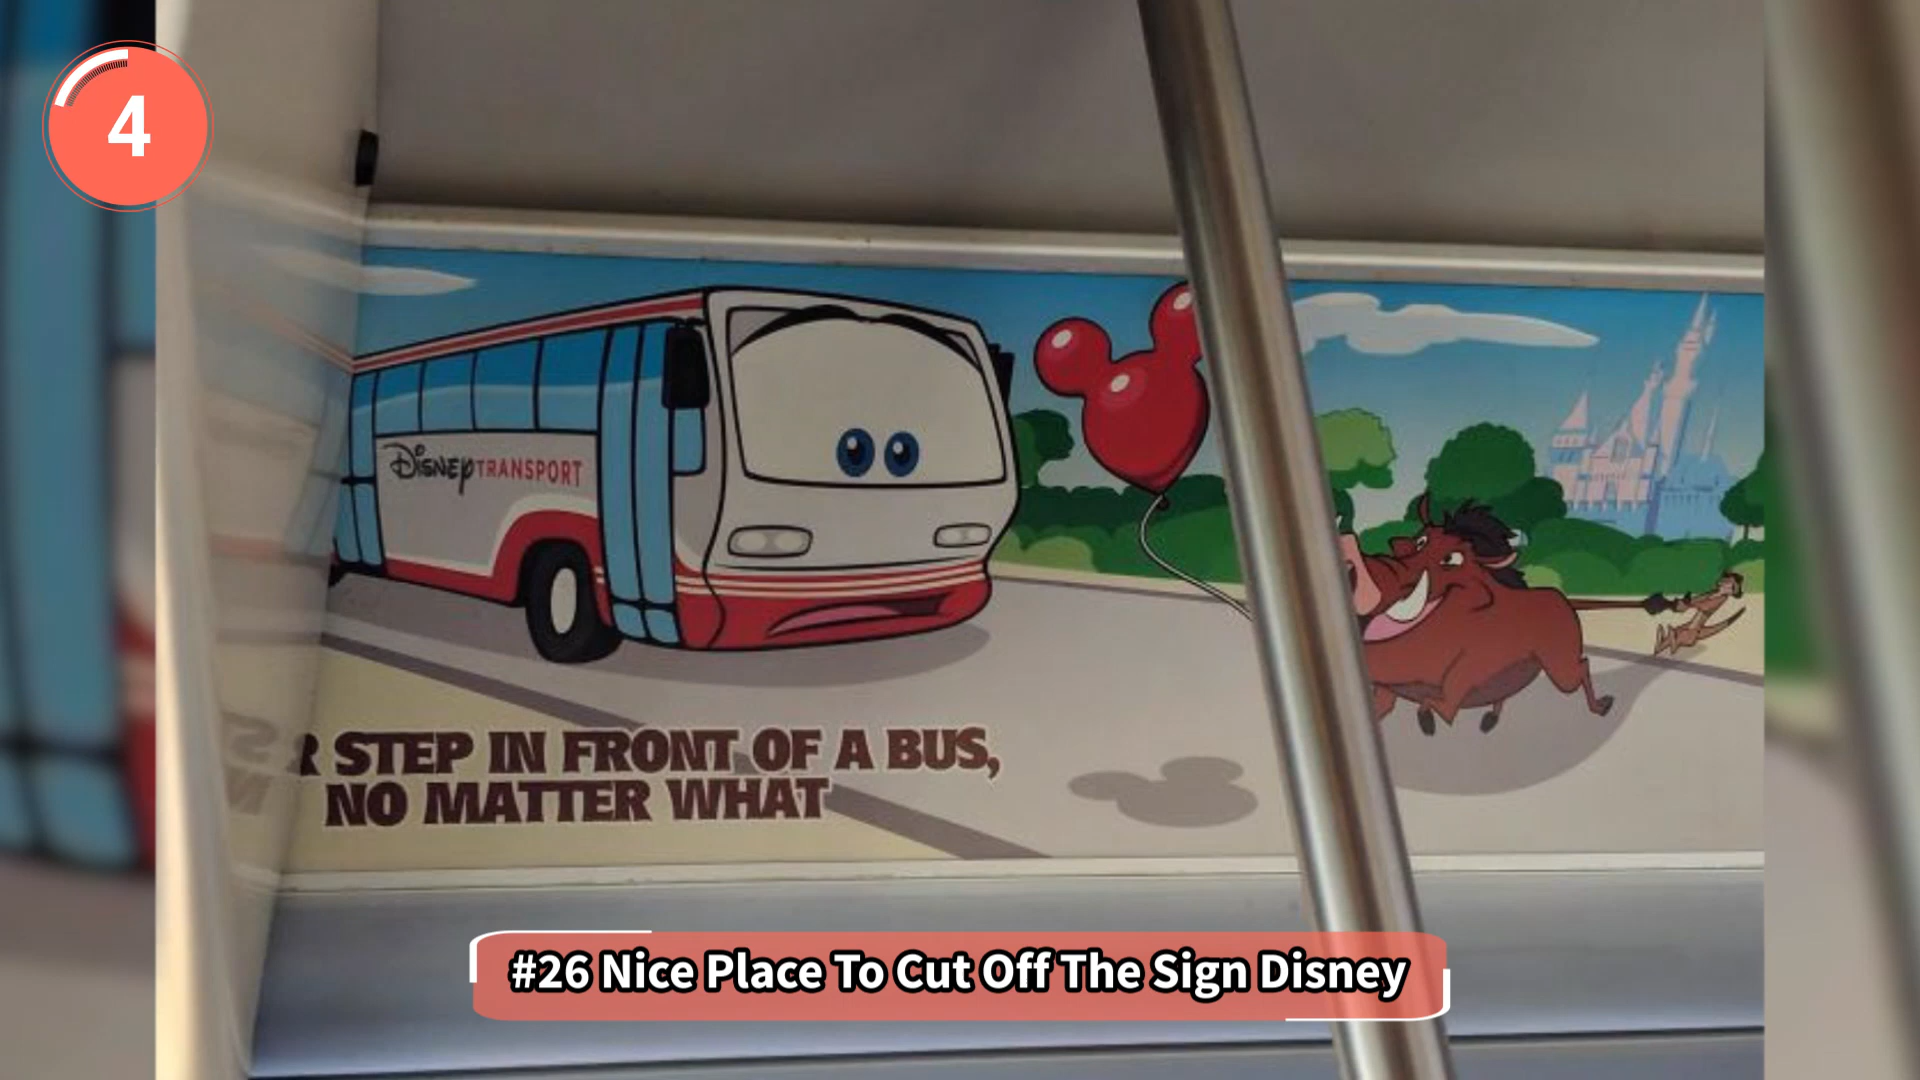 4
Disney TRANSPORT
R STEP IN FRONT OF A BUS,
NO MATTER WHAT
#26 Nice Place To Cut Off The Sign Disney